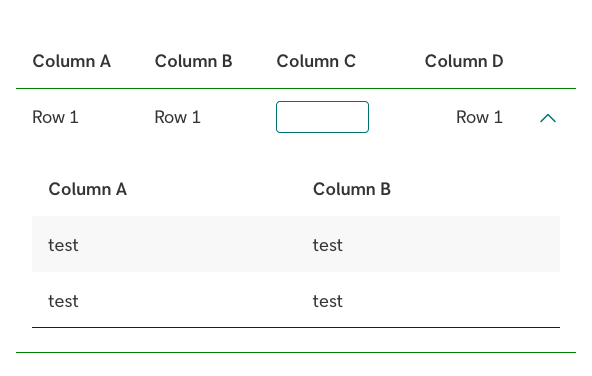 Column A Column B Column C Column D
Row 1 Row 1 Row 1
Column A Column B
test test
test test